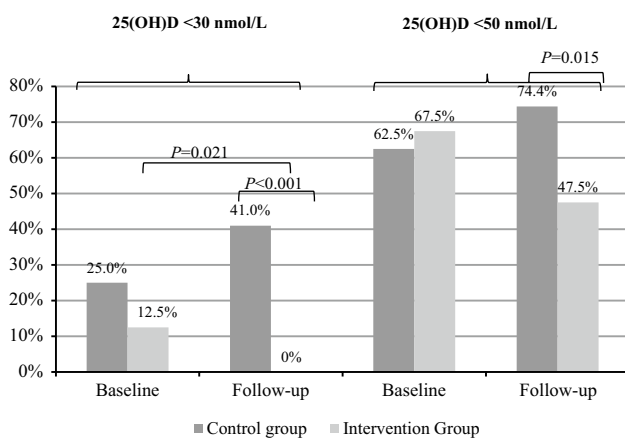 25(OH)D <30 nmol/L 25(OH)D <50 nmol/L
P=0.015
80%
74.4%
70%
67.5%
62.5%
60%
P=0.021
50%
P<0.001
47.5%
41.0%
40%
30%
25.0%
20%
12.5%
10%
0%
0%
Baseline Follow-up Baseline Follow-up
Control group Intervention Group